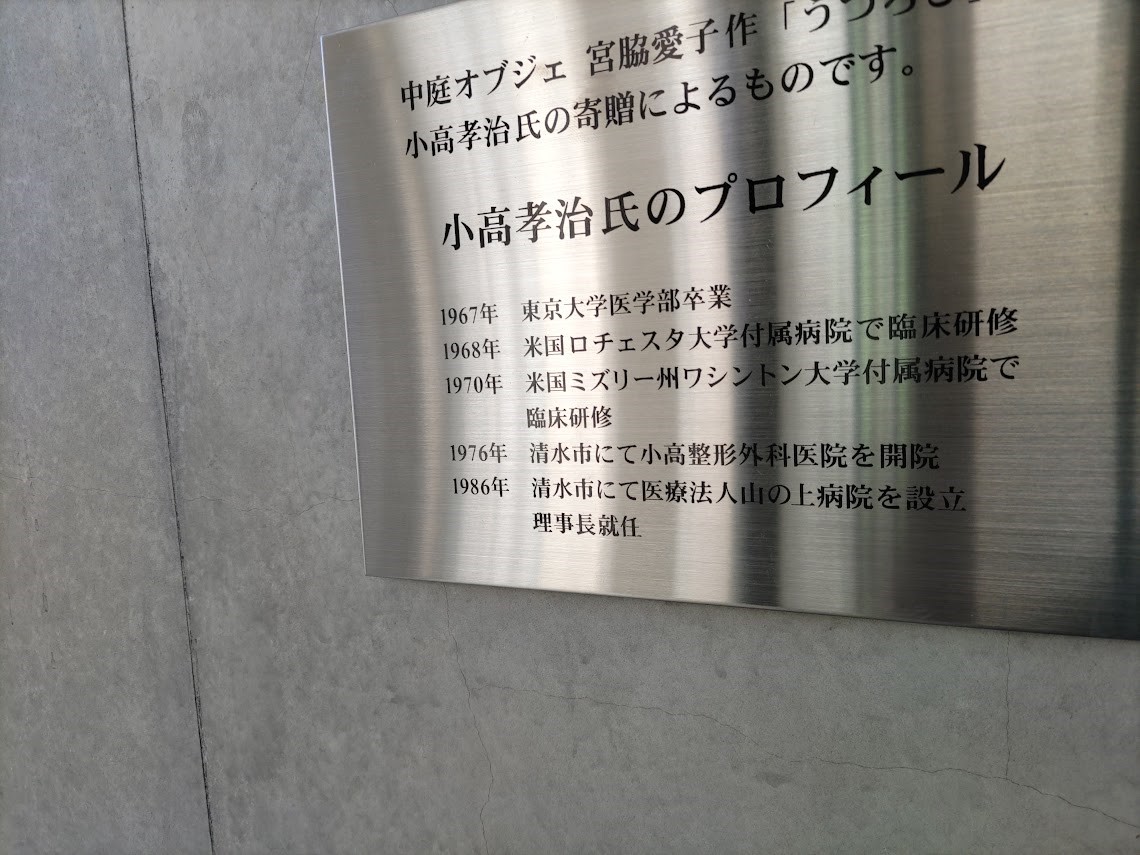 中庭オブジェ 宮脇愛子作「うつろひ」
小高孝治氏の寄贈によるものです。
小高孝治氏のプロフィール
1967年 東京大学医学部卒業
1968年 米国ロチェスタ大学付属病院で臨床研修
1970年 米国ミズリー州ワシントン大学付属病院で
臨床研修
1976年 清水市にて小高整形外科医院を開院
1986年 清水市にて医療法人山の上病院を設立
理事長就任